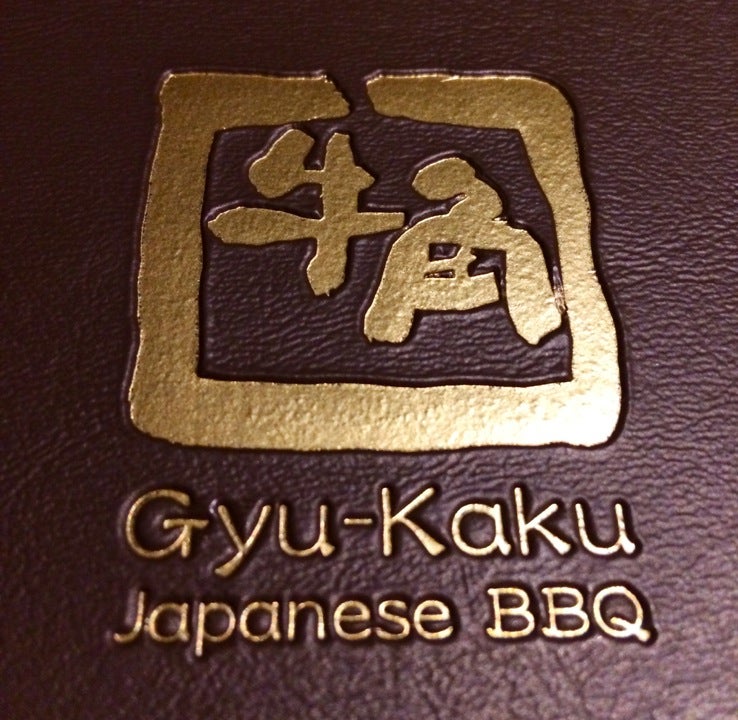 牛角
Gyu-Kaku
Japanese BBQ